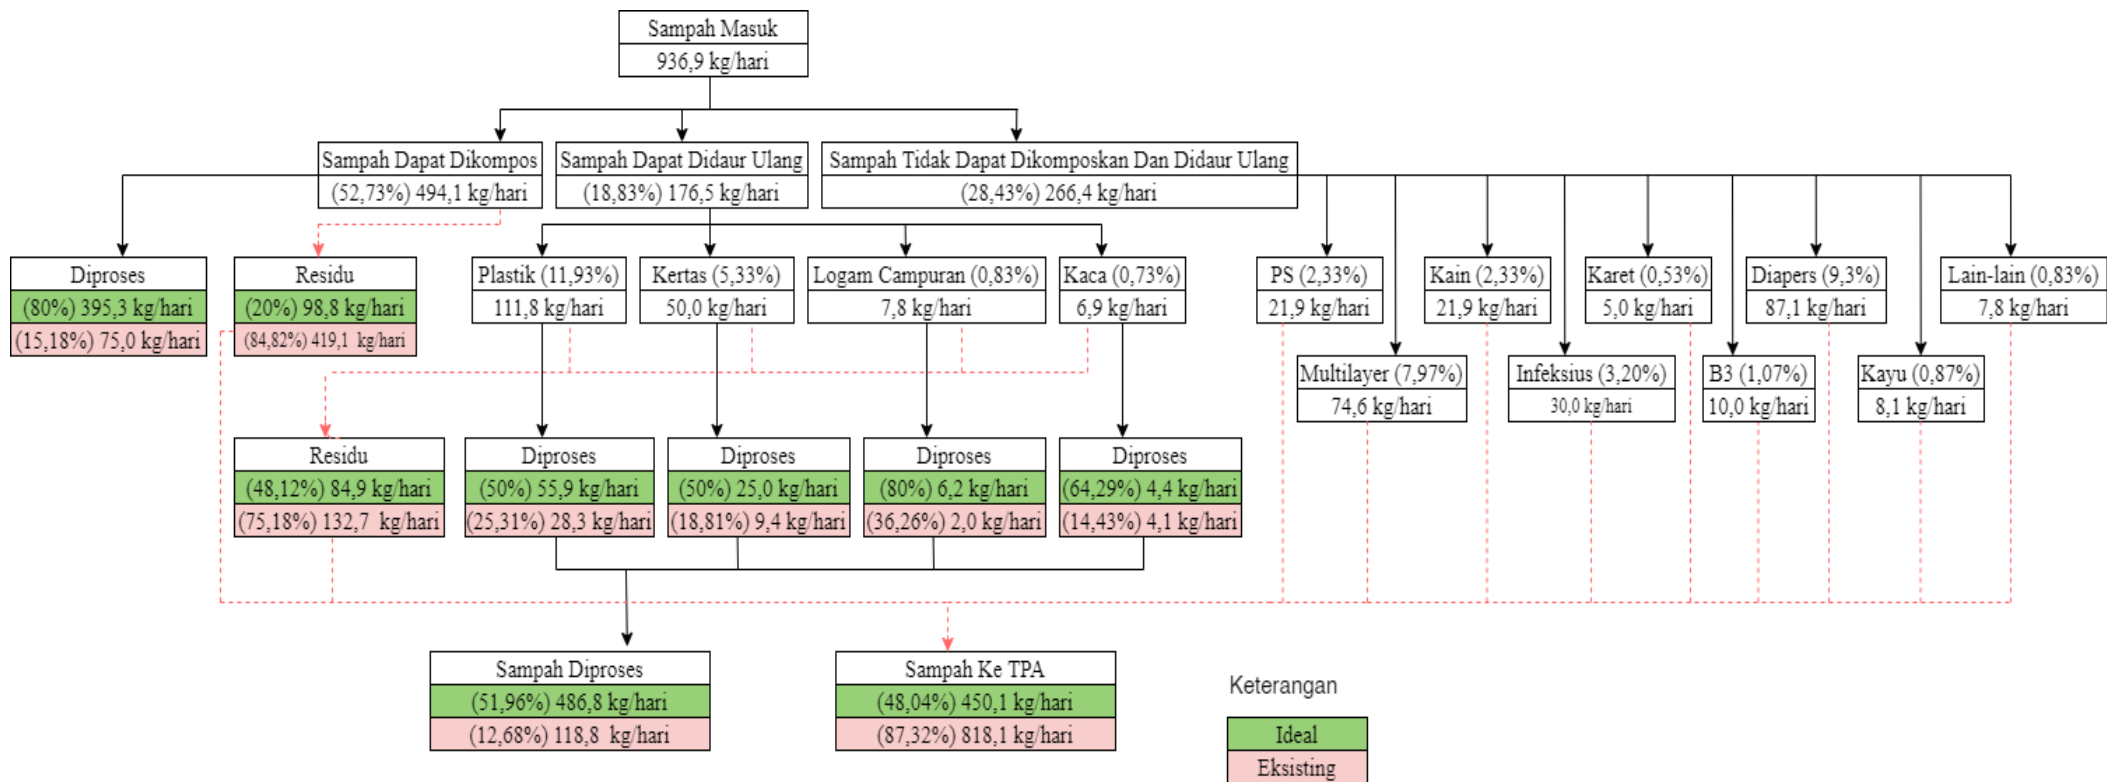 Sampah Masuk
936,9 kg/hari
Sampah Dapat Dikompos
(52,73%) 494,1 kg/hari
Sampah Dapat Didaur Ulang
(18,83%) 176,5 kg/hari
Sampah Tidak Dapat Dikomposkan Dan Didaur Ulang
(28,43%) 266,4 kg/hari
Diproses
(80%) 395,3 kg/hari
(15,18%) 75,0 kg/hari
Residu
(20%) 98,8 kg/hari
(84,82%) 419,1 kg/hari
Plastik (11,93%)
111,8 kg/hari
Kertas (5,33%)
50,0 kg/hari
Logam Campuran (0,83%)
7,8 kg/hari
Kaca (0,73%)
6,9 kg/hari
PS (2,33%)
21,9 kg/hari
Kain (2,33%)
21,9 kg/hari
Karet (0,53%)
5,0 kg/hari
Diapers (9,3%)
87,1 kg/hari
Lain-lain (0,83%)
7,8 kg/hari
Multilayer (7,97%)
74,6 kg/hari
Infeksius (3,20%)
30,0 kg/hari
B3 (1,07%)
10,0 kg/hari
Kayu (0,87%)
8,1 kg/hari
Residu
(48,12%) 84,9 kg/hari
(75,18%) 132,7 kg/hari
Diproses
(50%) 55,9 kg/hari
(25,31%) 28,3 kg/hari
Diproses
(50%) 25,0 kg/hari
(18,81%) 9,4 kg/hari
Diproses
(80%) 6,2 kg/hari
(36,26%) 2,0 kg/hari
Diproses
(64,29%) 4,4 kg/hari
(14,43%) 4,1 kg/hari
Sampah Diproses
(51,96%) 486,8 kg/hari
(12,68%) 118,8 kg/hari
Sampah Ke TPA
(48,04%) 450,1 kg/hari
(87,32%) 818,1 kg/hari
Keterangan
Ideal
Eksisting